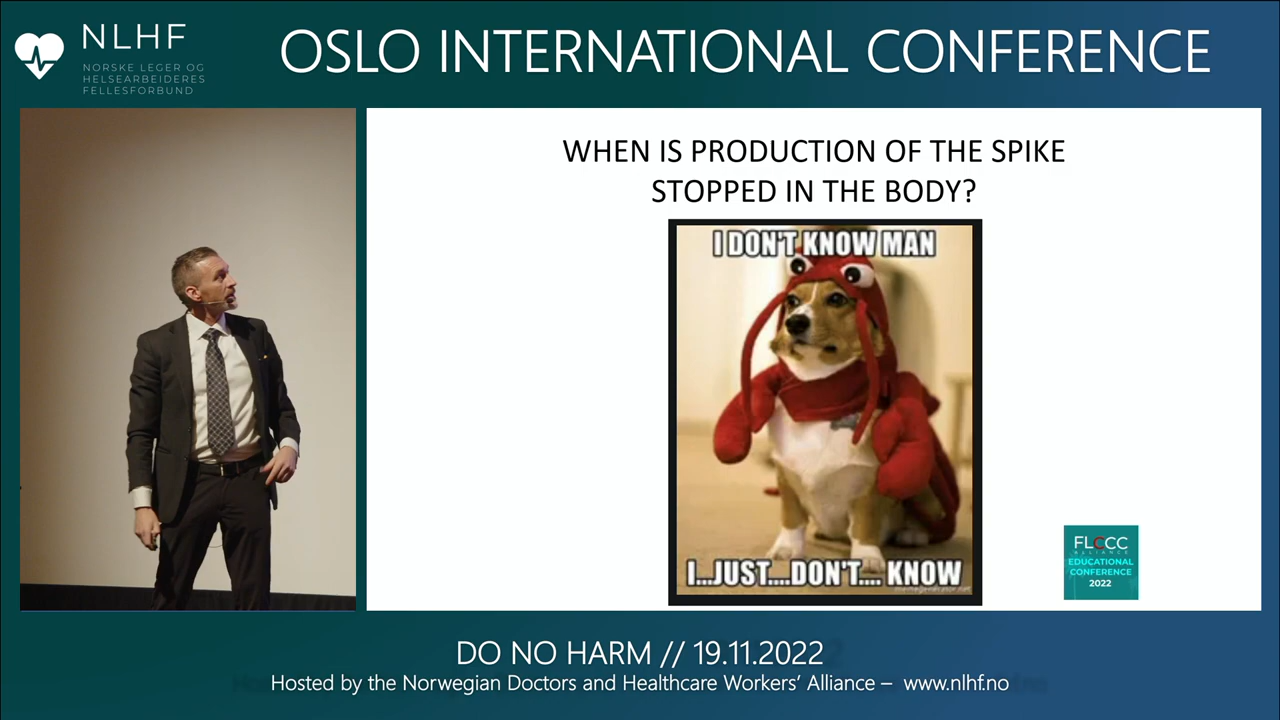 NLHF
NORSKE LEGER OG
HELSEARBEIDERES
FELLESFORBUND
OSLO INTERNATIONAL CONFERENCE
WHEN IS PRODUCTION OF THE SPIKE
STOPPED IN THE BODY?
I DON'T KNOW MAN
I...JUST....DON'T.... KNOW
FLCCC
ALLIANCE
EDUCATIONAL
CONFERENCE
2022
DO NO HARM // 19.11.2022
Hosted by the Norwegian Doctors and Healthcare Workers' Alliance – www.nlhf.no